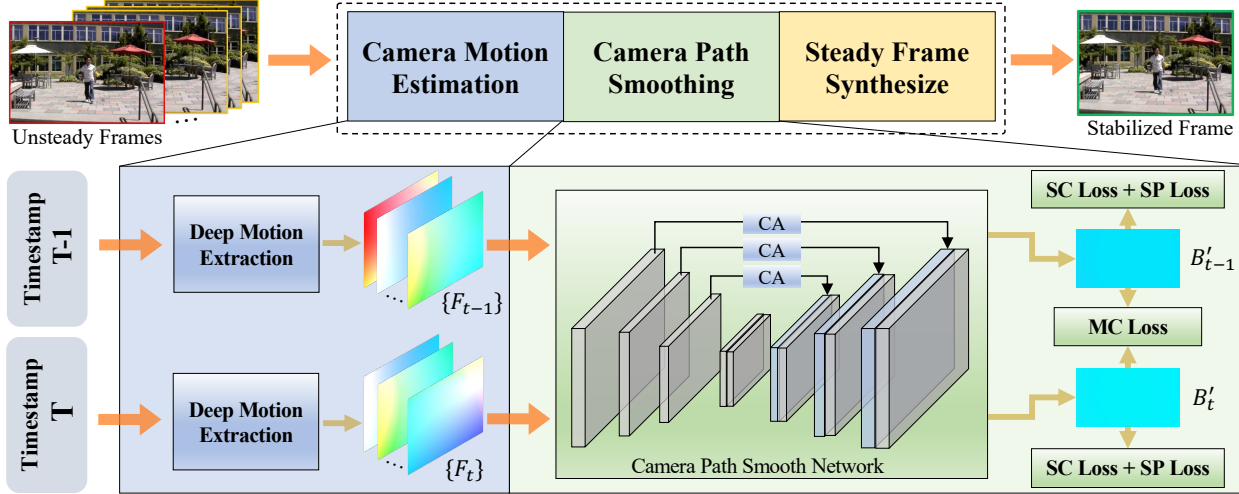 Unsteady Frames
...
Camera Motion
Estimation
Camera Path
Smoothing
Steady Frame
Synthesize
Stabilized Frame
Timestamp
T-1
Deep Motion
Extraction
...
{F_{t−1}}
Timestamp
T
Deep Motion
Extraction
...
{F_t}
CA
CA
CA
Camera Path Smooth Network
SC Loss + SP Loss
B′_{t−1}
MC Loss
B′_t
SC Loss + SP Loss